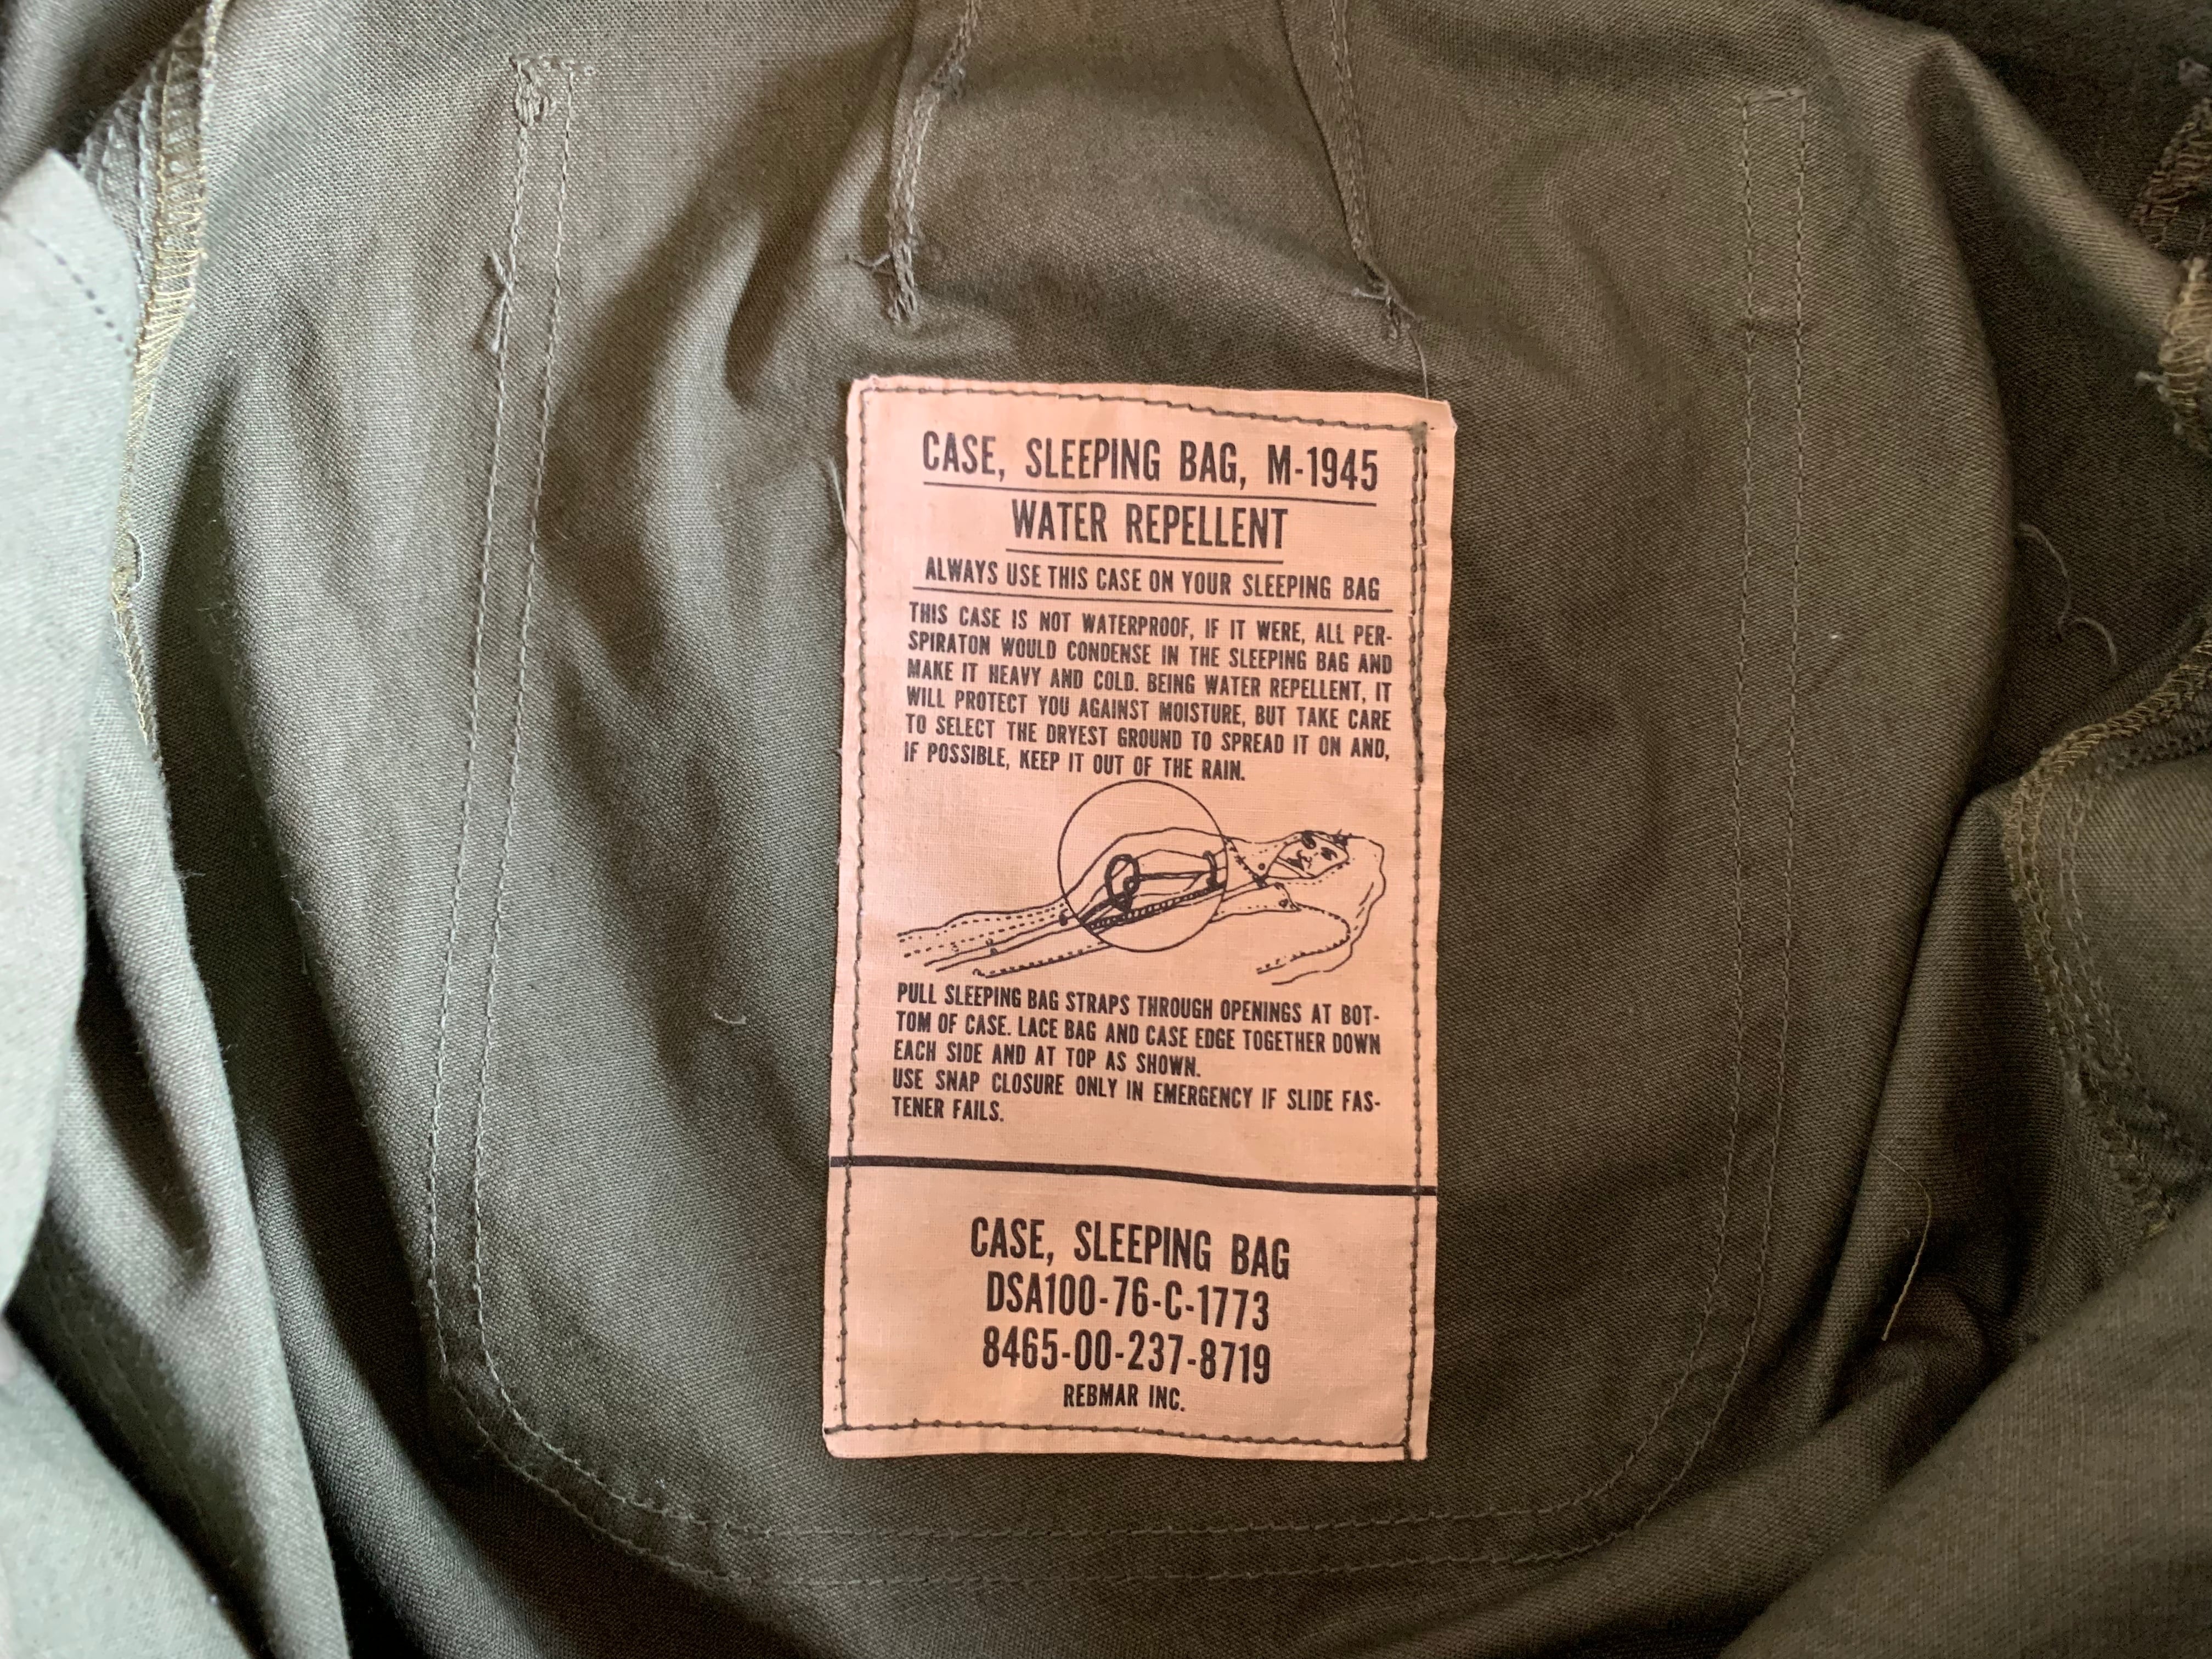 CASE, SLEEPING BAG, M-1945
WATER REPELLENT
ALWAYS USE THIS CASE ON YOUR SLEEPING BAG
THIS CASE IS NOT WATERPROOF, IF IT WERE, ALL PER-
SPIRATON WOULD CONDENSE IN THE SLEEPING BAG AND
MAKE IT HEAVY AND COLD. BEING WATER REPELLENT, IT
WILL PROTECT YOU AGAINST MOISTURE, BUT TAKE CARE
TO SELECT THE DRYEST GROUND TO SPREAD IT ON AND,
IF POSSIBLE, KEEP IT OUT OF THE RAIN.
PULL SLEEPING BAG STRAPS THROUGH OPENINGS AT BOT-
TOM OF CASE. LACE BAG AND CASE EDGE TOGETHER DOWN
EACH SIDE AND AT TOP AS SHOWN.
USE SNAP CLOSURE ONLY IN EMERGENCY IF SLIDE FAS-
TENER FAILS.
CASE, SLEEPING BAG
DSA100-76-C-1773
8465-00-237-8719
REBMAR INC.